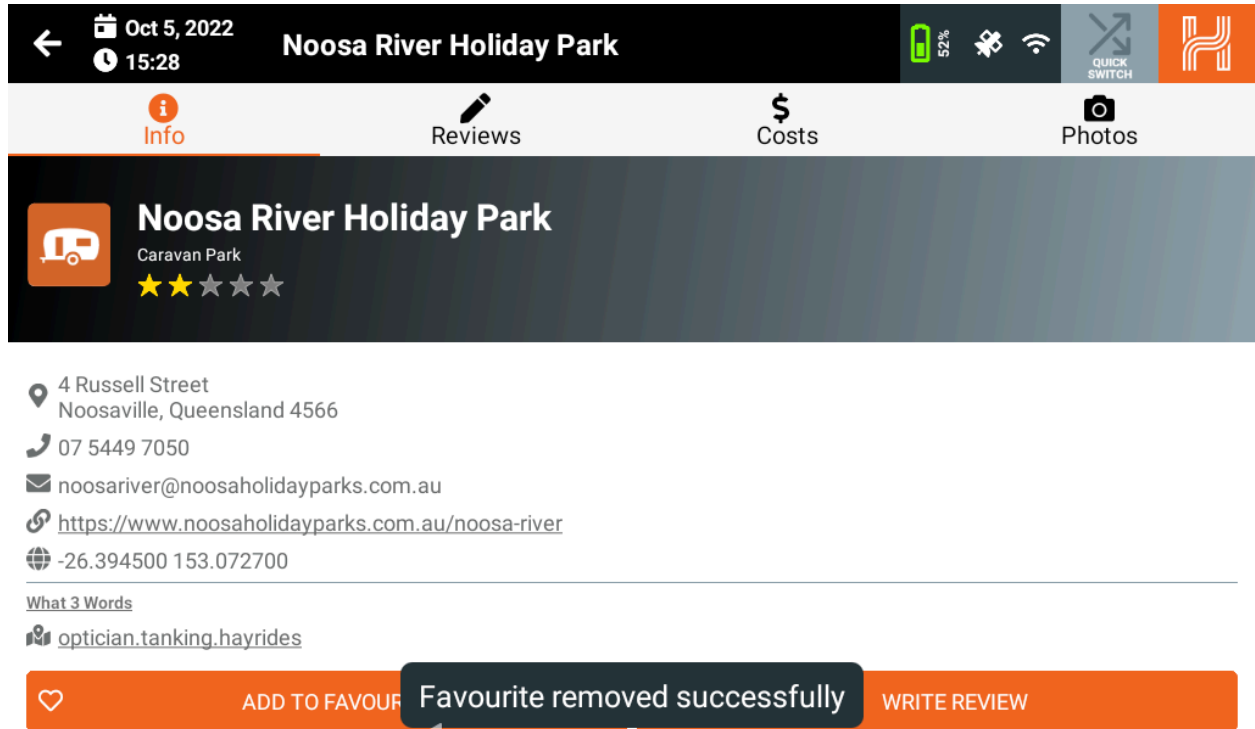 Oct 5, 2022
15:28
Noosa River Holiday Park
52%
QUICK
SWITCH
Info
Reviews
Costs
Photos
Noosa River Holiday Park
Caravan Park
4 Russell Street
Noosaville, Queensland 4566
07 5449 7050
noosariver@noosaholidayparks.com.au
https://www.noosaholidayparks.com.au/noosa-river
-26.394500 153.072700
What 3 Words
optician.tanking.hayrides
ADD TO FAVOUR
Favourite removed successfully
WRITE REVIEW